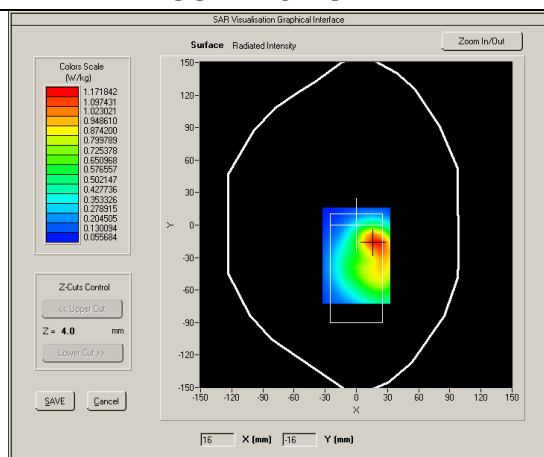 SAR Visualisation Graphical Interface
Surface Radiated Intensity
Zoom In/Out
Colors Scale
(W/kg)
1.171842
1.097431
1.023021
0.948610
0.874200
0.799789
0.725378
0.650968
0.576557
0.502147
0.427736
0.353326
0.278915
0.204505
0.130094
0.055684
Z-Cuts Control
<< Upper Cut
Z = 4.0 mm
Lower Cut >>
SAVE
Cancel
150-
120-
90-
60-
30-
0-
-30-
-60-
-90-
-120-
-150-
Y
-150 -120 -90 -60 -30 0 30 60 90 120 150
X
16 X (mm) -16 Y (mm)